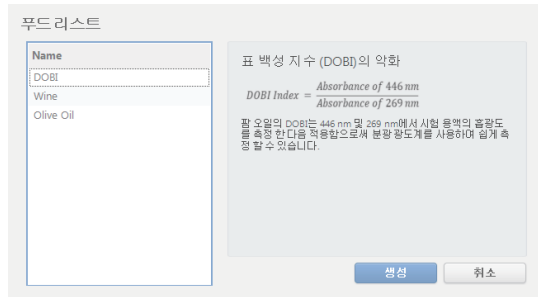 푸드 리스트
Name
DOBI
Wine
Olive Oil
표 백성 지수 (DOBI)의 악화
DOBI Index = Absorbance of 446 nm / Absorbance of 269 nm
팜 오일의 DOBI는 446 nm 및 269 nm에서 시험 용액의 흡광도
를 측정 한 다음 적용함으로써 분광 광도계를 사용하여 쉽게 측
정 할 수 있습니다.
생성
취소